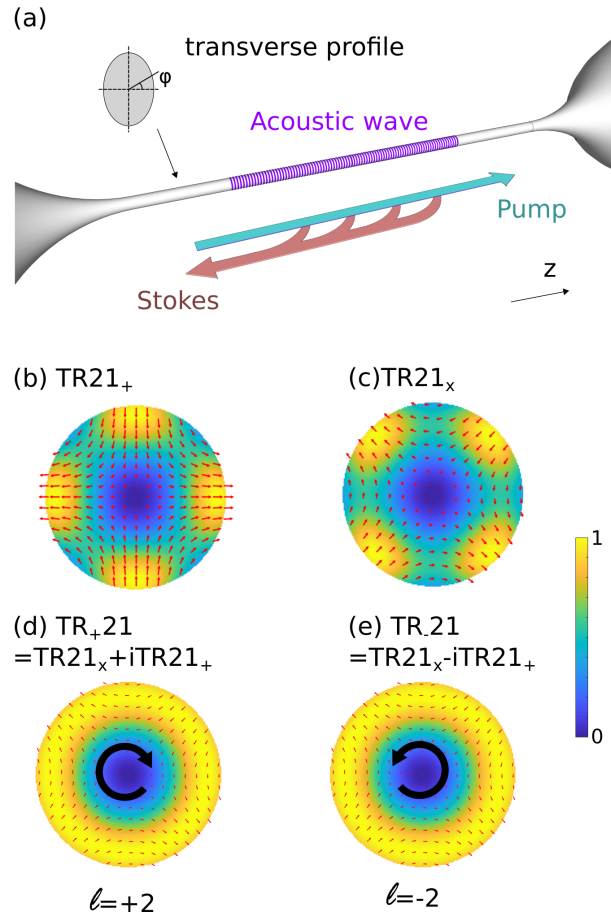 (a)
transverse profile
φ
Acoustic wave
Pump
Stokes
z
(b) TR21₊
(c)TR21ₓ
(d) TR₊21
=TR21ₓ+iTR21₊
(e) TR₋21
=TR21ₓ-iTR21₊
1
0
ℓ=+2
ℓ=-2